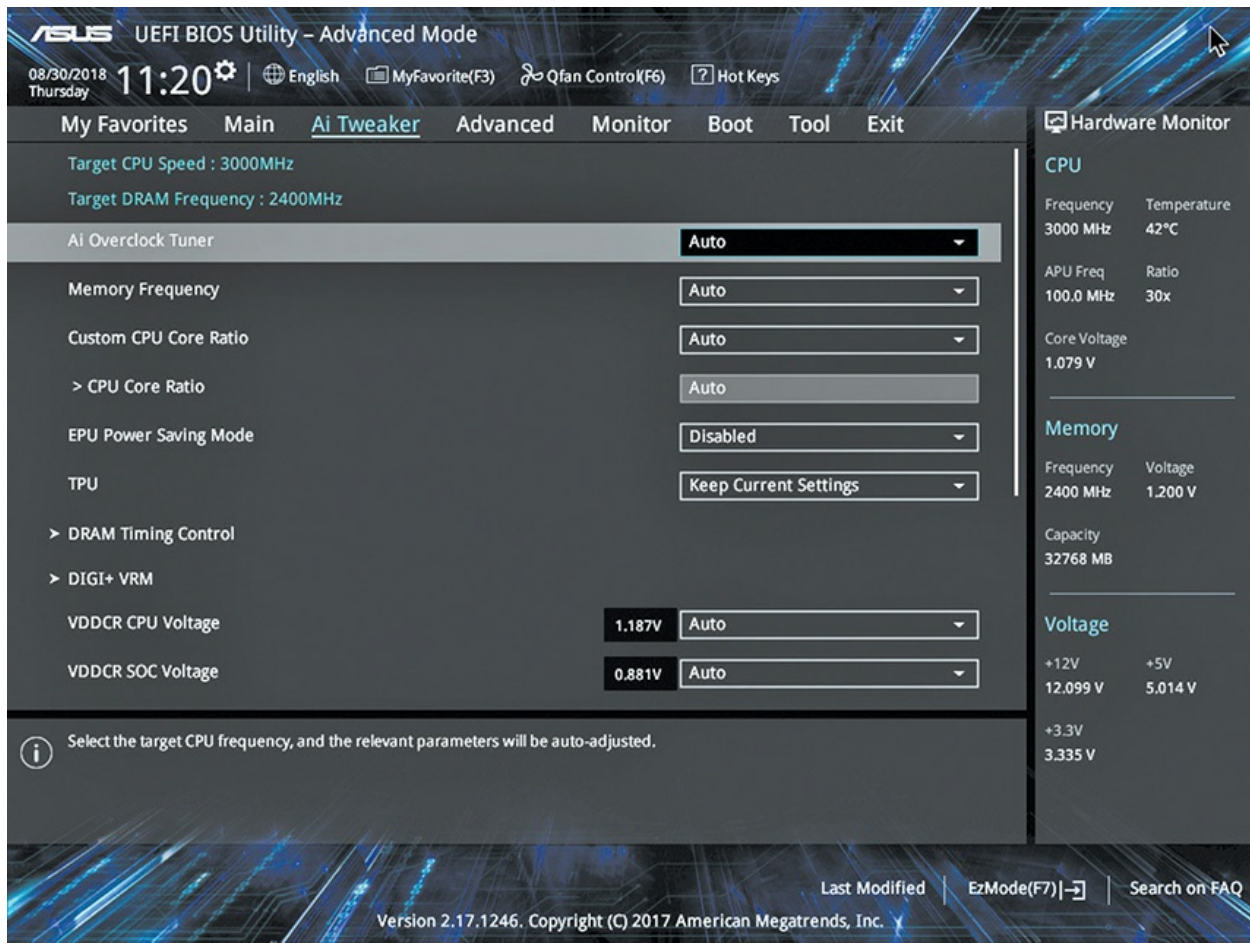 ASUS UEFI BIOS Utility – Advanced Mode
08/30/2018 Thursday 11:20 English MyFavorite(F3) Qfan Control(F6) ? Hot Keys
My Favorites Main Ai Tweaker Advanced Monitor Boot Tool Exit
Target CPU Speed : 3000MHz
Target DRAM Frequency : 2400MHz
Ai Overclock Tuner Auto
Memory Frequency Auto
Custom CPU Core Ratio Auto
> CPU Core Ratio Auto
EPU Power Saving Mode Disabled
TPU Keep Current Settings
> DRAM Timing Control
> DIGI+ VRM
VDDCR CPU Voltage 1.187V Auto
VDDCR SOC Voltage 0.881V Auto
i Select the target CPU frequency, and the relevant parameters will be auto-adjusted.
Hardware Monitor
CPU
Frequency Temperature
3000 MHz 42°C
APU Freq Ratio
100.0 MHz 30x
Core Voltage
1.079 V
Memory
Frequency Voltage
2400 MHz 1.200 V
Capacity
32768 MB
Voltage
+12V +5V
12.099 V 5.014 V
+3.3V
3.335 V
Last Modified EzMode(F7) Search on FAQ
Version 2.17.1246. Copyright (C) 2017 American Megatrends, Inc.